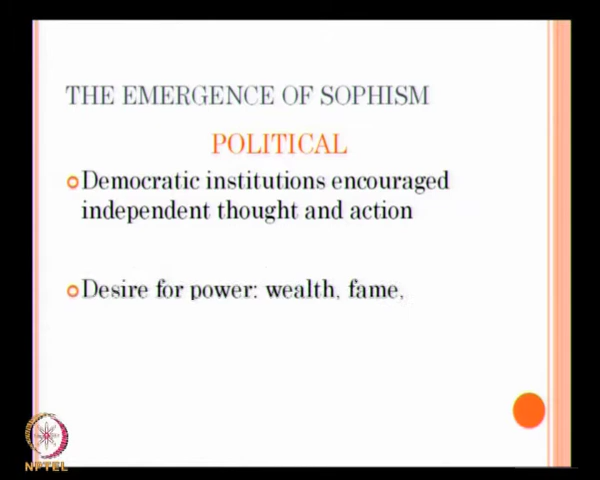 THE EMERGENCE OF SOPHISM
POLITICAL
Democratic institutions encouraged
independent thought and action
Desire for power: wealth, fame,
NPTEL